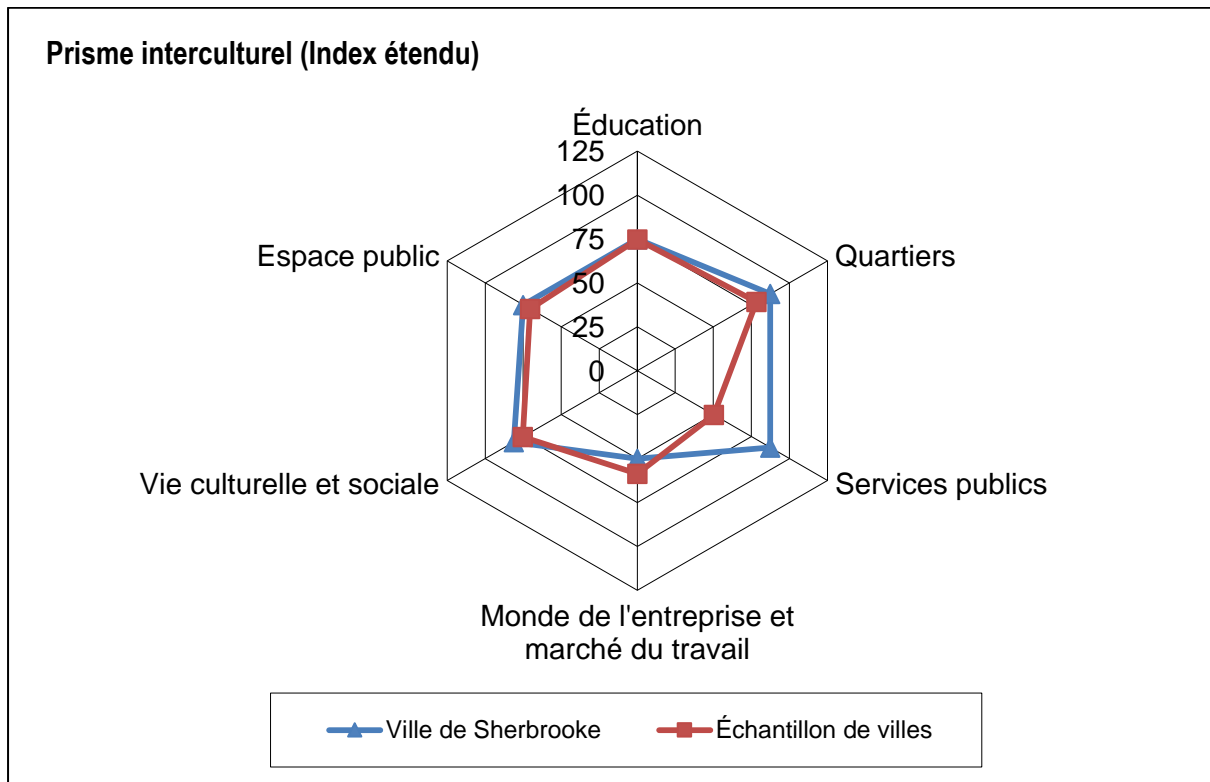 Prisme interculturel (Index étendu)
Éducation
125
100
75
50
25
0
Espace public
Quartiers
Vie culturelle et sociale
Services publics
Monde de l'entreprise et
marché du travail
Ville de Sherbrooke
Échantillon de villes